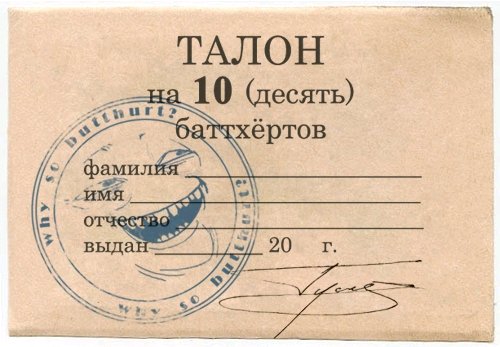 ТАЛОН
на 10 (десять)
баттхёртов
фамилия
имя
отчество
выдан 20 г.
why so butthurt?
why so butthurt?